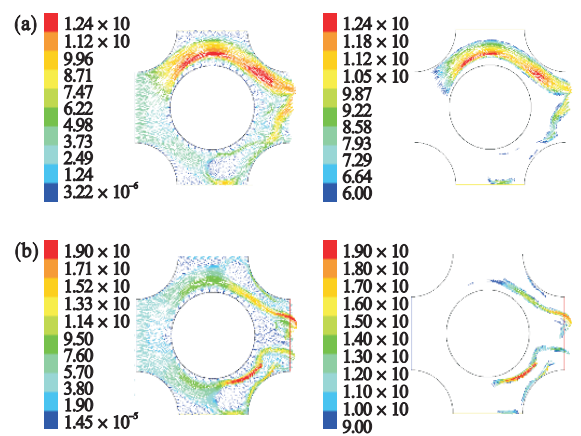 (a)
1.24 × 10
1.12 × 10
9.96
8.71
7.47
6.22
4.98
3.73
2.49
1.24
3.22 × 10⁻⁶
1.24 × 10
1.18 × 10
1.12 × 10
1.05 × 10
9.87
9.22
8.58
7.93
7.29
6.64
6.00
(b)
1.90 × 10
1.71 × 10
1.52 × 10
1.33 × 10
1.14 × 10
9.50
7.60
5.70
3.80
1.90
1.45 × 10⁻⁵
1.90 × 10
1.80 × 10
1.70 × 10
1.60 × 10
1.50 × 10
1.40 × 10
1.30 × 10
1.20 × 10
1.00 × 10
1.00 × 10
9.00